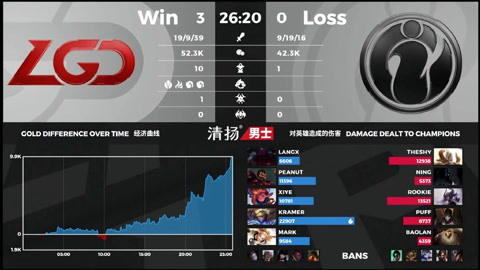 Win 3 26:20 0 Loss
19/9/39 9/19/16
52.3K 42.3K
LGD
10 1
1 0
0 0
GOLD DIFFERENCE OVER TIME 经济曲线 清扬 男士 对英雄造成的伤害 DAMAGE DEALT TO CHAMPIONS
9.9K
0
1.9K
05:00 10:00 15:00 20:00 25:00
LANGX THESHY
6606 12938
PEANUT NING
11396 5373
XIYE ROOKIE
10781 13521
KRAMER PUFF
22907 8737
MARK BAOLAN
9584 4359
BANS